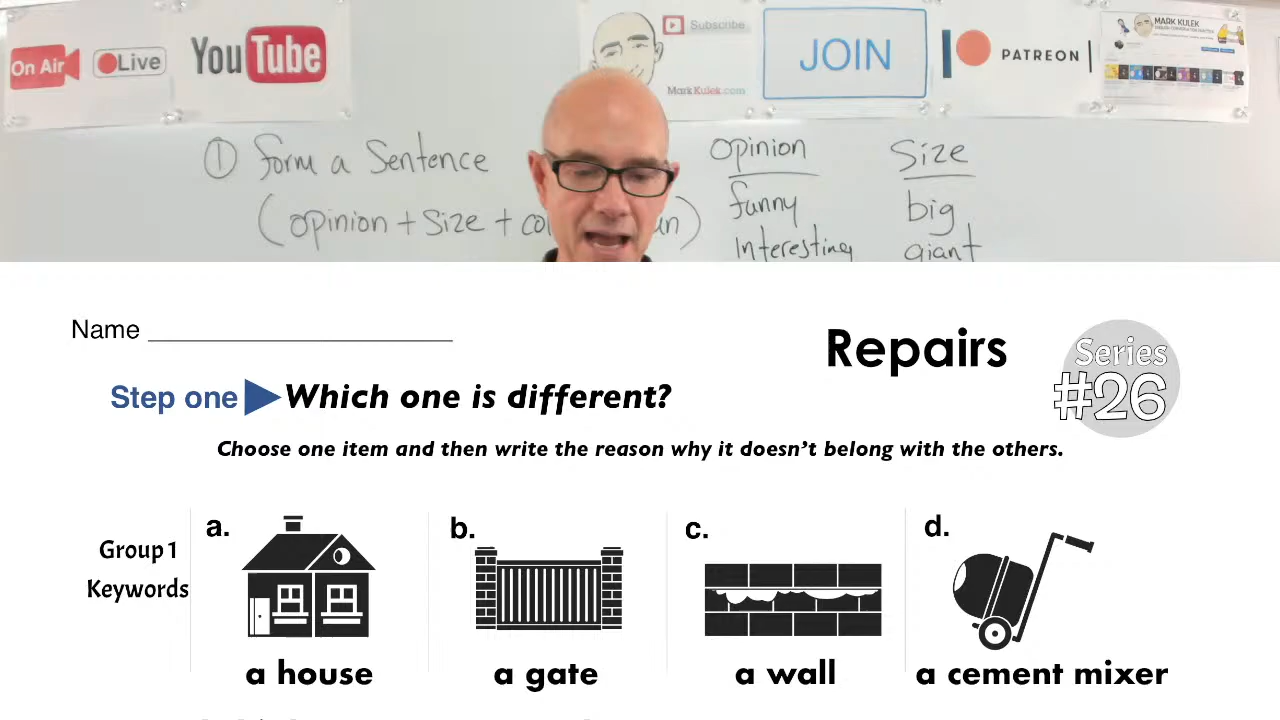 On Air
Live
YouTube
Subscribe
MarkKulek.com
JOIN
PATREON
MARK KULEK
① Form a Sentence
(opinion + Size +
Opinion
funny
Interesting
Size
big
giant
Name
Repairs
Series
#26
Step one
Which one is different?
Choose one item and then write the reason why it doesn't belong with the others.
Group 1
Keywords
a.
b.
c.
d.
a house
a gate
a wall
a cement mixer